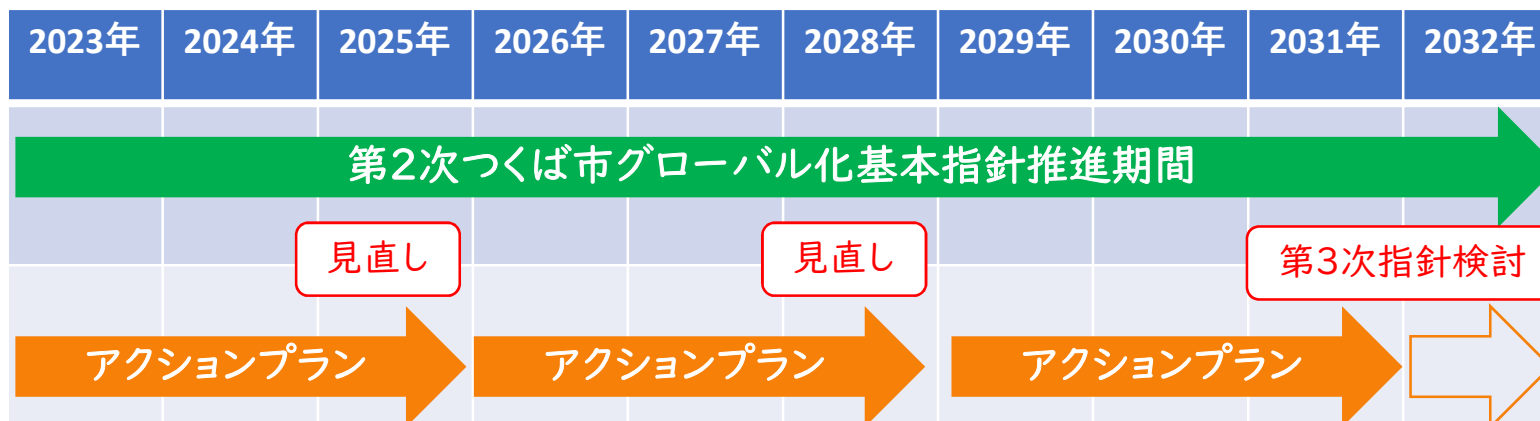 2023年 2024年 2025年 2026年 2027年 2028年 2029年 2030年 2031年 2032年
第2次つくば市グローバル化基本指針推進期間
見直し 見直し 第3次指針検討
アクションプラン アクションプラン アクションプラン